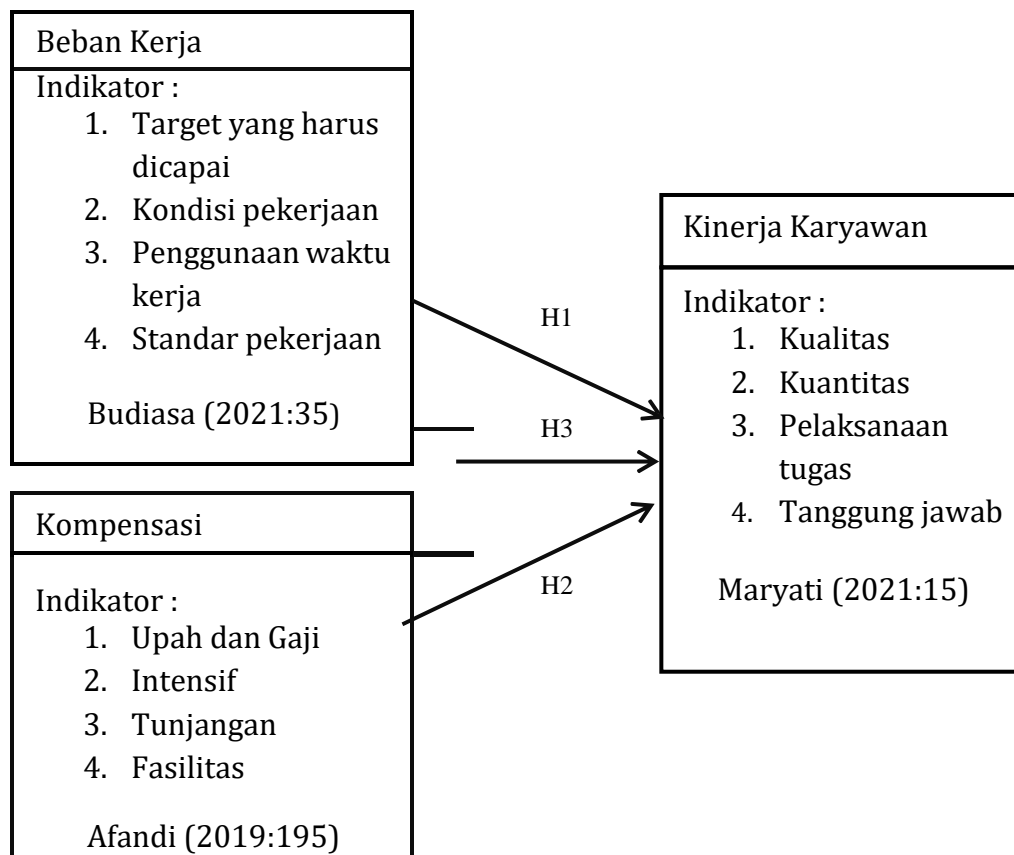 Beban Kerja
Indikator :
1. Target yang harus
dicapai
2. Kondisi pekerjaan
3. Penggunaan waktu
kerja
4. Standar pekerjaan
Budiasa (2021:35)
Kompensasi
Indikator :
1. Upah dan Gaji
2. Intensif
3. Tunjangan
4. Fasilitas
Afandi (2019:195)
H1
H3
H2
Kinerja Karyawan
Indikator :
1. Kualitas
2. Kuantitas
3. Pelaksanaan
tugas
4. Tanggung jawab
Maryati (2021:15)